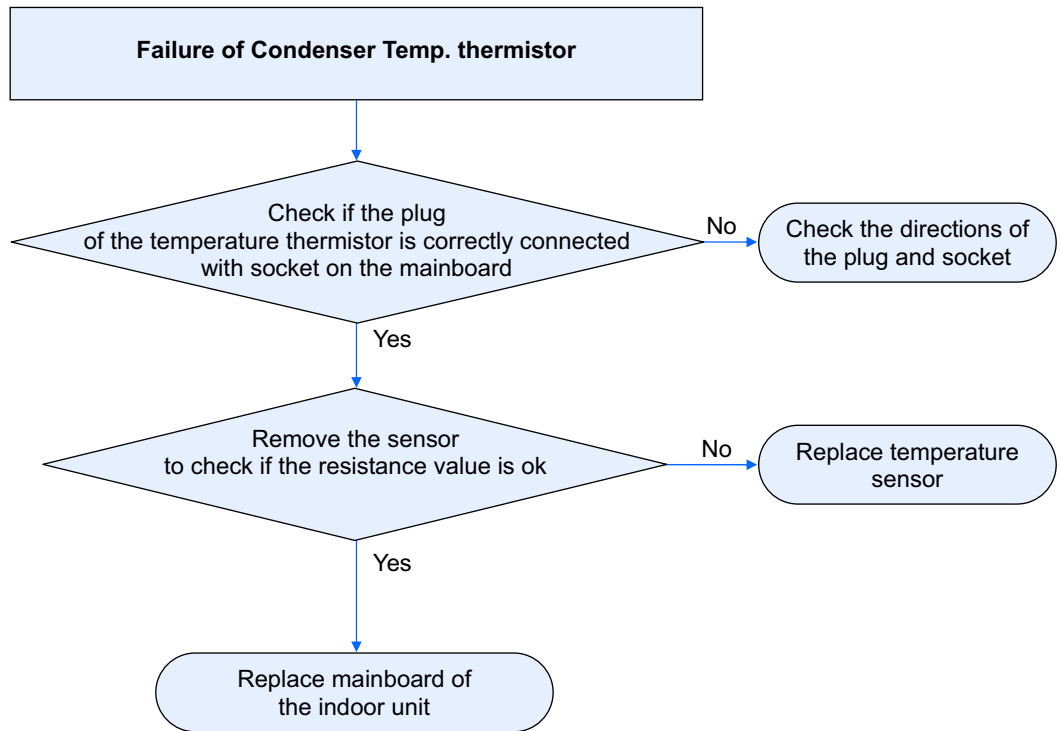 Failure of Condenser Temp. thermistor
Check if the plug
of the temperature thermistor is correctly connected
with socket on the mainboard
No
Check the directions of
the plug and socket
Yes
Remove the sensor
to check if the resistance value is ok
No
Replace temperature
sensor
Yes
Replace mainboard of
the indoor unit